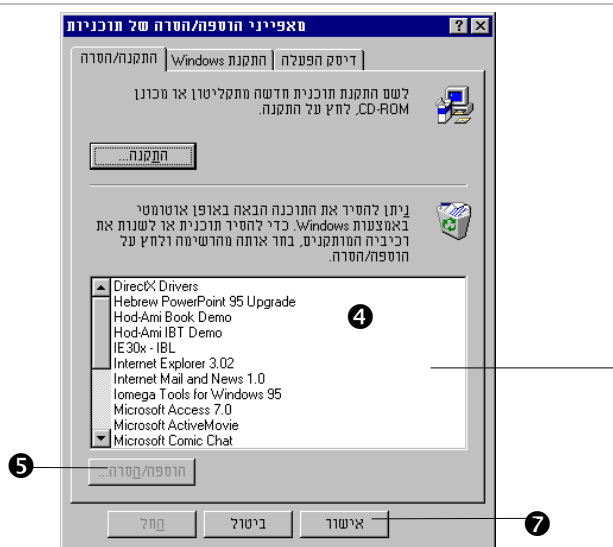 מאפייני הוספה/הסרה של תוכניות
התקנה/הסרה
התקנת Windows
דיסק הפעלה
לשם התקנת תוכנית חדשה מתקליטון או מכונן
CD-ROM, לחץ על התקנה.
התקנה...
ניתן להסיר את התוכנה הבאה באופן אוטומטי
באמצעות Windows. כדי להסיר תוכנית או לשנות את
רכיביה המותקנים, בחר אותה מהרשימה ולחץ על
הוספה/הסרה.
DirectX Drivers
Hebrew PowerPoint 95 Upgrade
Hod-Ami Book Demo
Hod-Ami IBT Demo
IE30x - IBL
Internet Explorer 3.02
Internet Mail and News 1.0
Iomega Tools for Windows 95
Microsoft Access 7.0
Microsoft ActiveMovie
Microsoft Comic Chat
4
5
הוספה/הסרה...
אישור
ביטול
החל
7